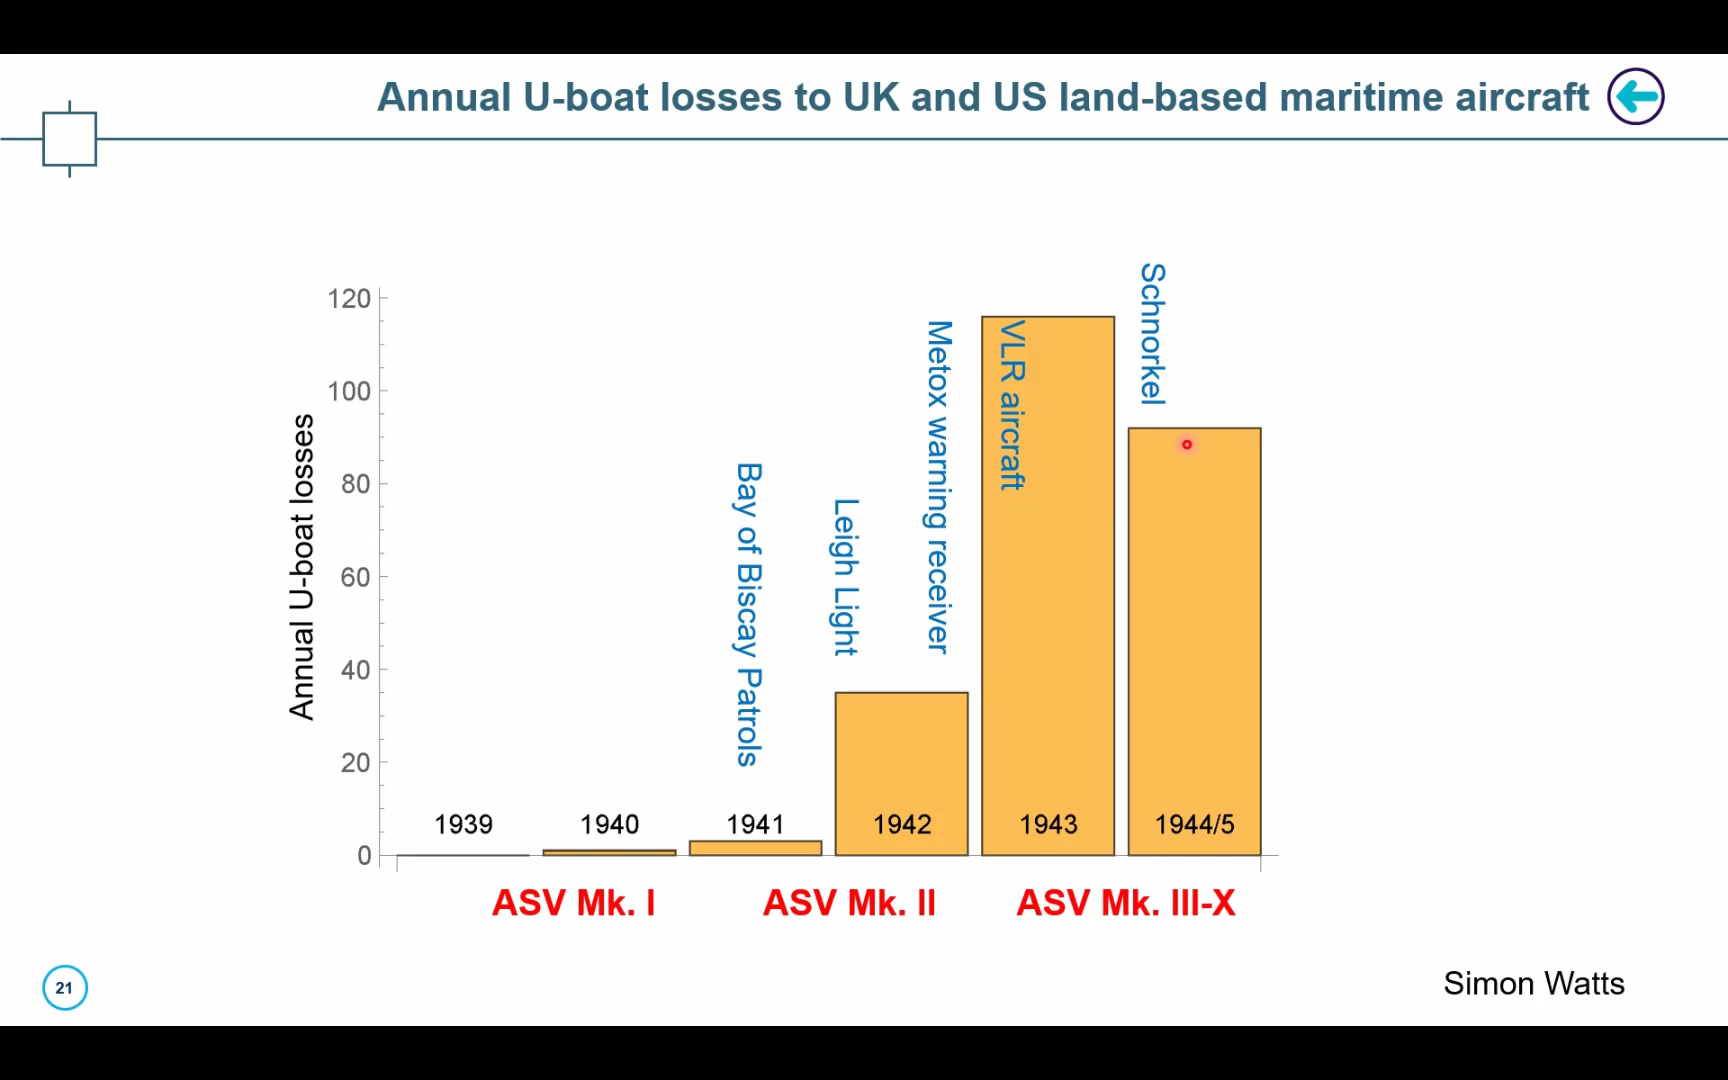 Annual U-boat losses to UK and US land-based maritime aircraft
Annual U-boat losses
120
100
80
60
40
20
0
Bay of Biscay Patrols
Leigh Light
Metox warning receiver
VLR aircraft
Schnorkel
1939
1940
1941
1942
1943
1944/5
ASV Mk. I
ASV Mk. II
ASV Mk. III-X
21
Simon Watts